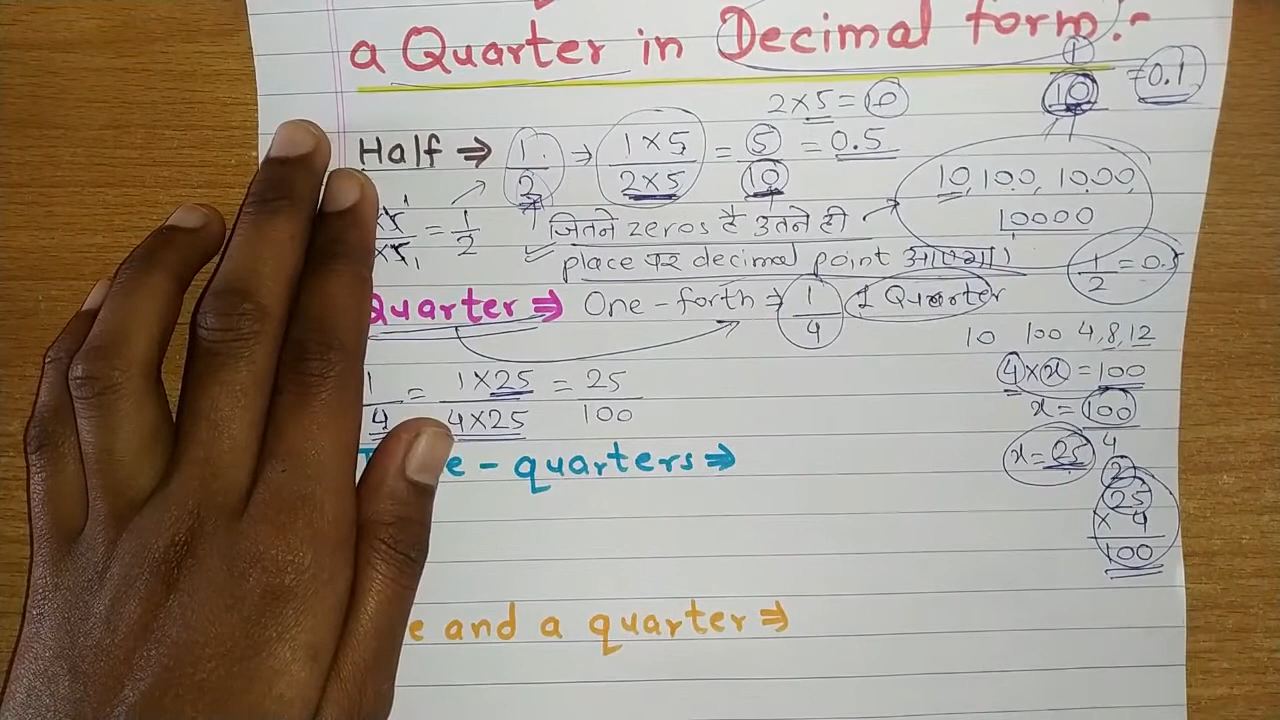 a Quarter in Decimal form:-
1/10 = 0.1
2×5=10
Half ⇒ 1/2 ⇒ 1×5/2×5 = 5/10 = 0.5
10, 100, 1000,
10000
= 1/2
जितने zeros है उतने ही
place पर decimal point आएगा।
1/2 = 0.5
Quarter ⇒ One-forth ⇒ 1/4 1 Quarter
10 100 4,8,12
4×x = 100
1/4 = 1×25/4×25 = 25/100
x = 100/4
x = 25
e-quarters ⇒
2
25
× 4
100
e and a quarter ⇒